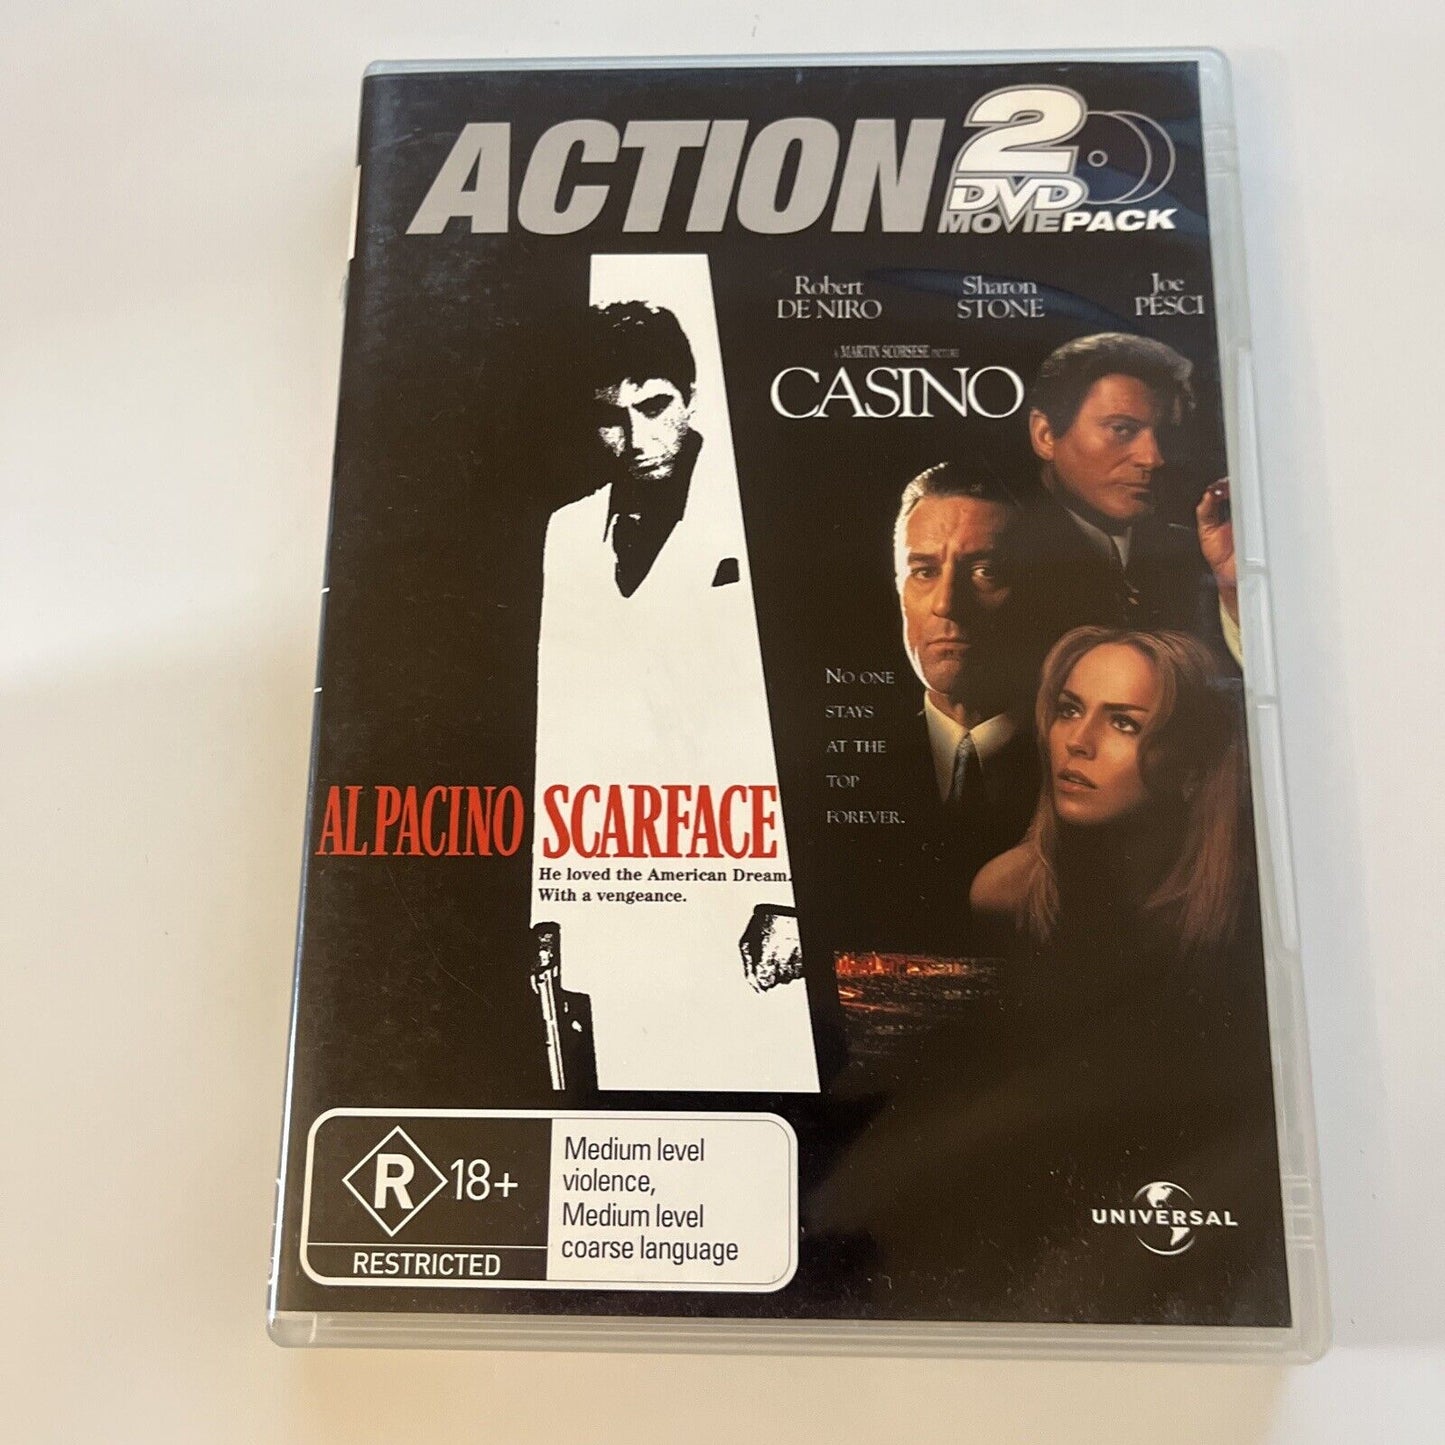 ACTION 2
DVD
MOVIEPACK
Robert
DE NIRO
Sharon
STONE
Joe
PESCI
A MARTIN SCORSESE PICTURE
CASINO
NO ONE
STAYS
AT THE
TOP
FOREVER.
AL PACINO SCARFACE
He loved the American Dream.
With a vengeance.
R 18+
RESTRICTED
Medium level
violence,
Medium level
coarse language
UNIVERSAL